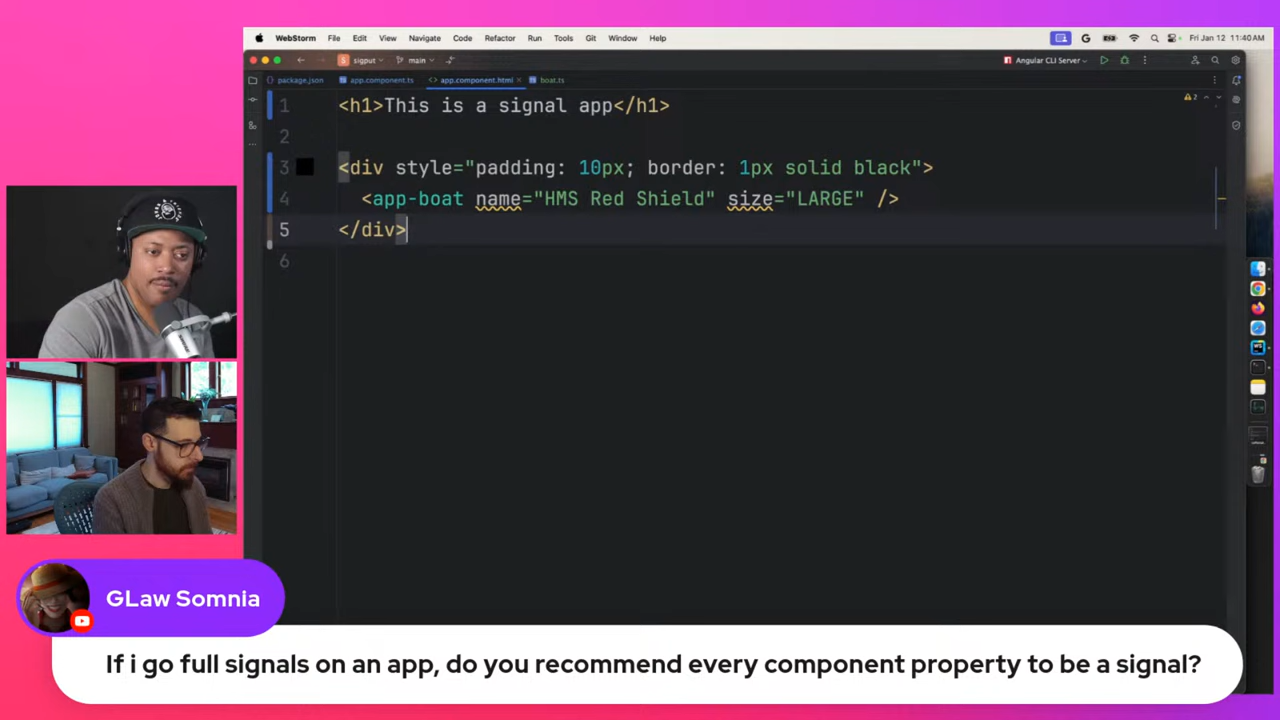 WebStorm File Edit View Navigate Code Refactor Run Tools Git Window Help Fri Jan 12 11:40 AM
S sigput main Angular CLI Server
package.json app.component.ts app.component.html boat.ts
1 <h1>This is a signal app</h1> 2
2
3 <div style="padding: 10px; border: 1px solid black">
4 <app-boat name="HMS Red Shield" size="LARGE" />
5 </div>
6
GLaw Somnia
If i go full signals on an app, do you recommend every component property to be a signal?